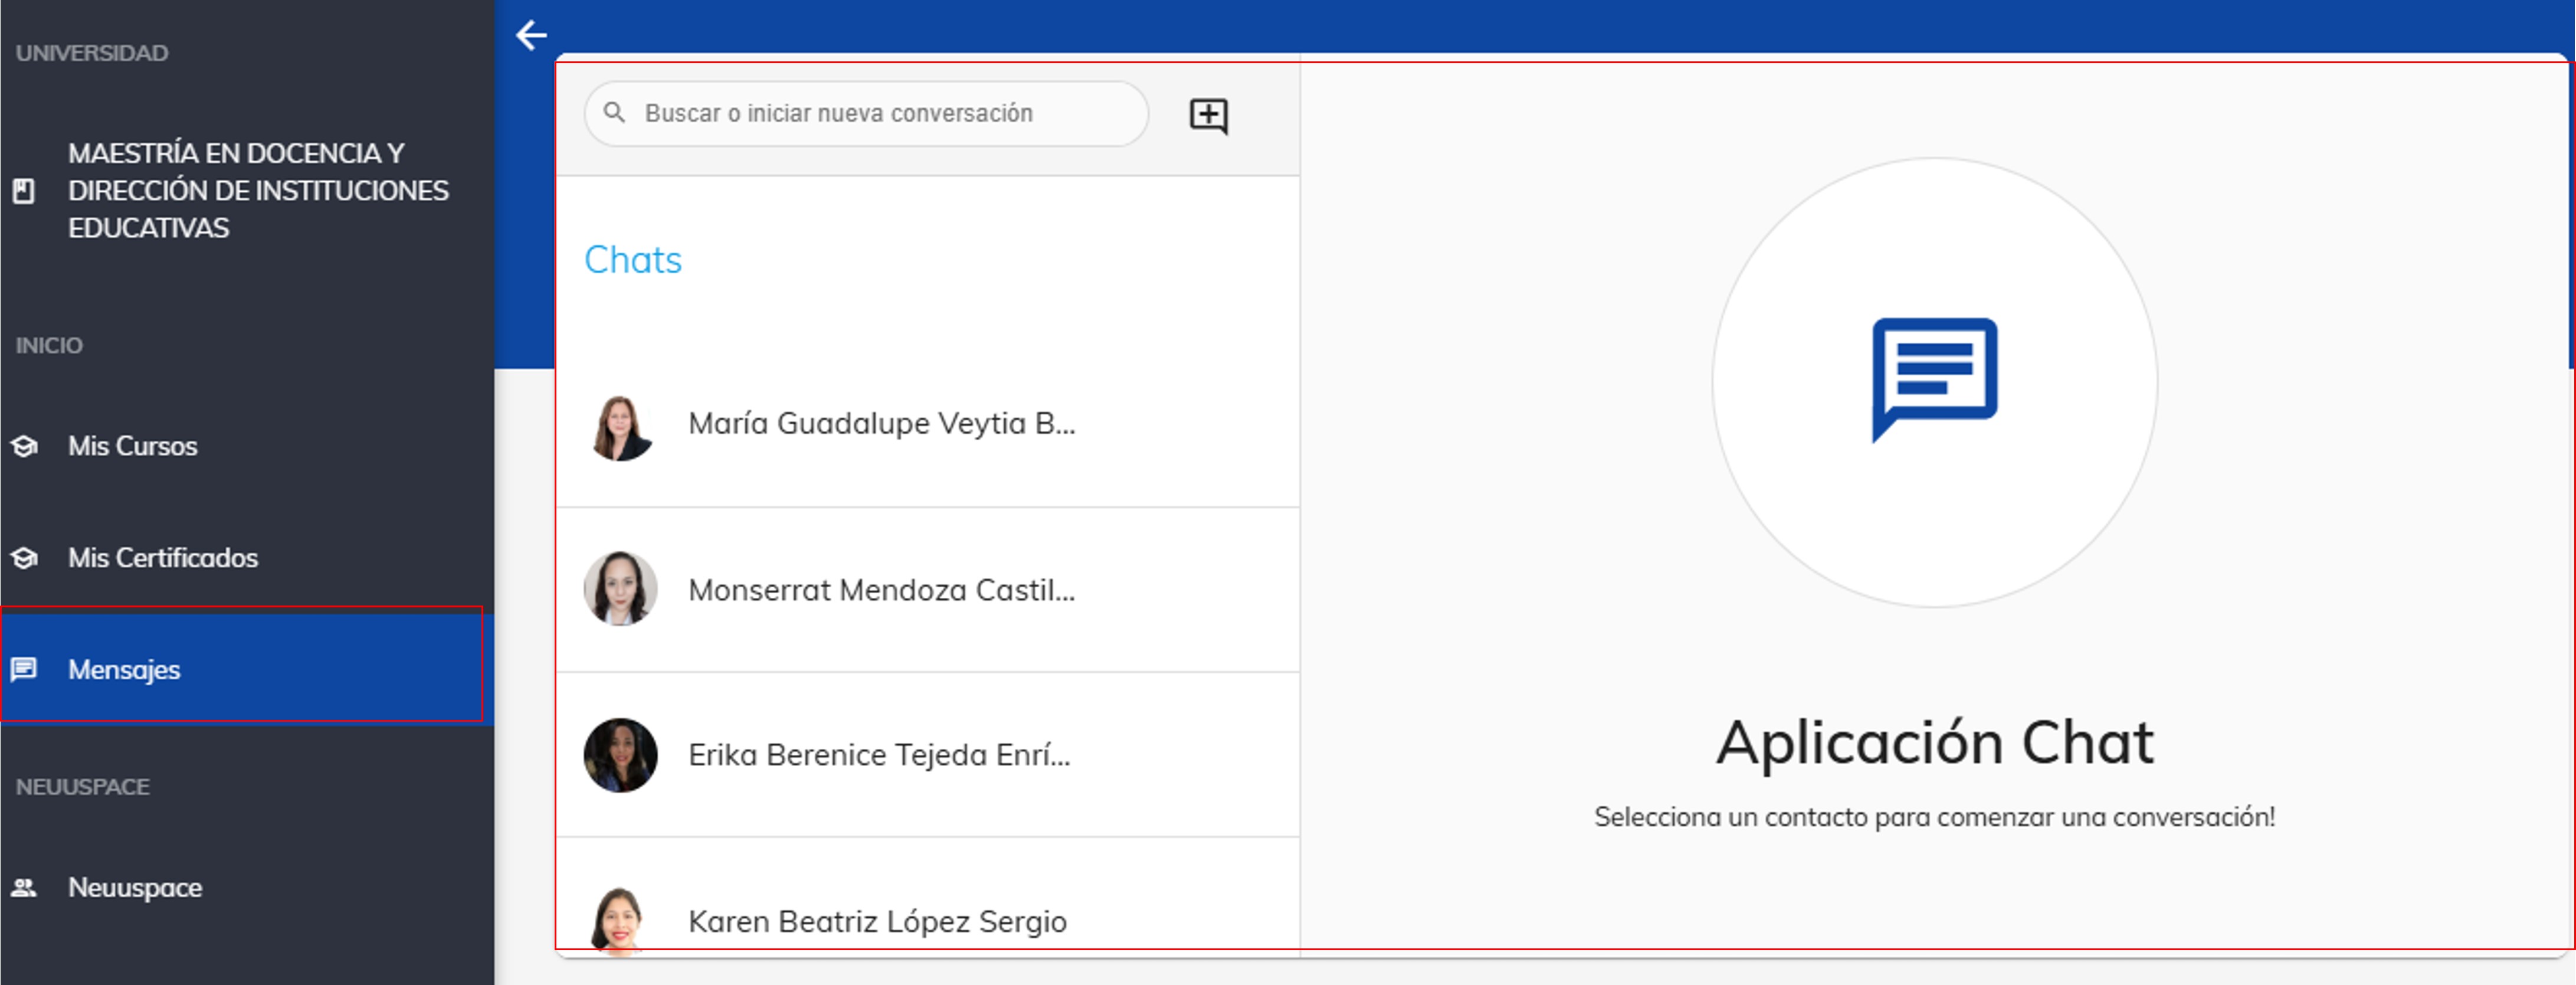 UNIVERSIDAD
MAESTRÍA EN DOCENCIA Y
DIRECCIÓN DE INSTITUCIONES
EDUCATIVAS
INICIO
Mis Cursos
Mis Certificados
Mensajes
NEUUSPACE
Neuuspace
Buscar o iniciar nueva conversación
Chats
María Guadalupe Veytia B...
Monserrat Mendoza Castil...
Erika Berenice Tejeda Enrí...
Karen Beatriz López Sergio
Aplicación Chat
Selecciona un contacto para comenzar una conversación!